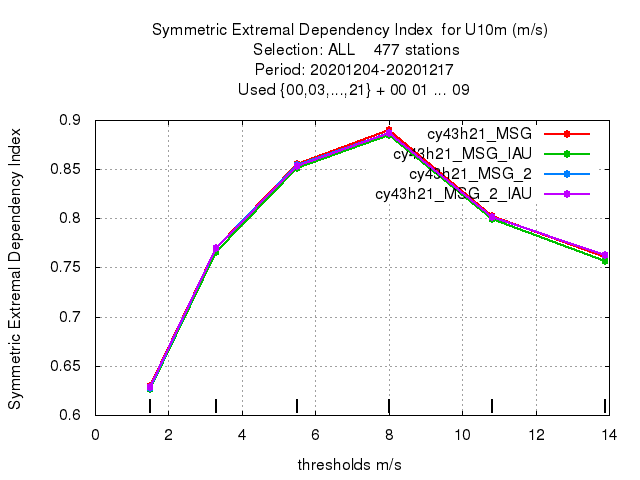 Symmetric Extremal Dependency Index  for U10m (m/s)
Selection: ALL    477 stations
Period: 20201204-20201217
Used {00,03,...,21} + 00 01 ... 09
Symmetric Extremal Dependency Index
0.9
0.85
0.8
0.75
0.7
0.65
0.6
cy43h21_MSG
cy43h21_MSG_IAU
cy43h21_MSG_2
cy43h21_MSG_2_IAU
0 2 4 6 8 10 12 14
thresholds m/s